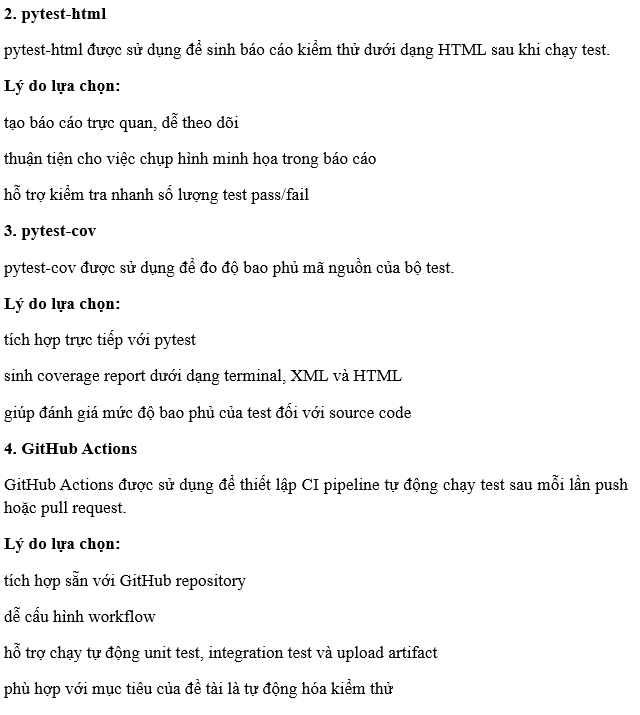 2. pytest-html
pytest-html được sử dụng để sinh báo cáo kiểm thử dưới dạng HTML sau khi chạy test.
Lý do lựa chọn:
tạo báo cáo trực quan, dễ theo dõi
thuận tiện cho việc chụp hình minh họa trong báo cáo
hỗ trợ kiểm tra nhanh số lượng test pass/fail
3. pytest-cov
pytest-cov được sử dụng để đo độ bao phủ mã nguồn của bộ test.
Lý do lựa chọn:
tích hợp trực tiếp với pytest
sinh coverage report dưới dạng terminal, XML và HTML
giúp đánh giá mức độ bao phủ của test đối với source code
4. GitHub Actions
GitHub Actions được sử dụng để thiết lập CI pipeline tự động chạy test sau mỗi lần push
hoặc pull request.
Lý do lựa chọn:
tích hợp sẵn với GitHub repository
dễ cấu hình workflow
hỗ trợ chạy tự động unit test, integration test và upload artifact
phù hợp với mục tiêu của đề tài là tự động hóa kiểm thử